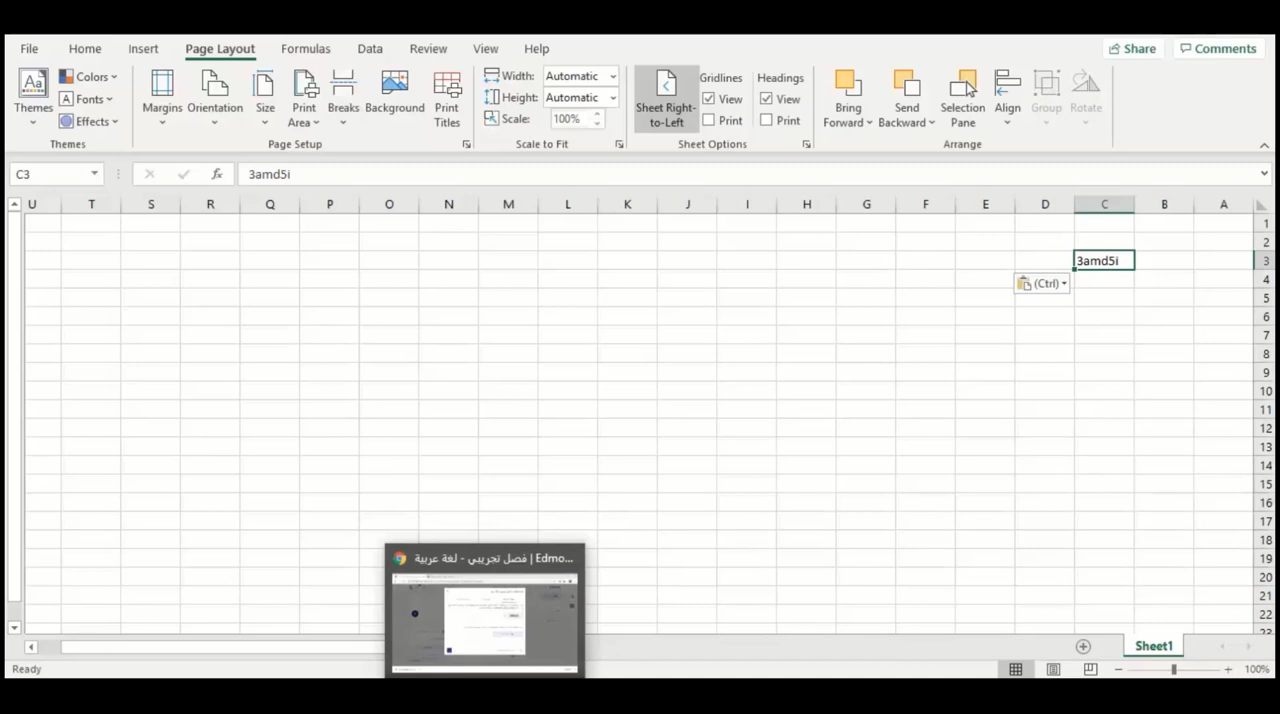 File Home Insert Page Layout Formulas Data Review View Help Share Comments
Themes Colors Fonts Effects Margins Orientation Size Print Area Breaks Background Print Titles
Width: Automatic
Height: Automatic
Scale: 100%
Sheet Right-to-Left
Gridlines View Print
Headings View Print
Bring Forward Send Backward Selection Pane Align Group Rotate
Themes Page Setup Scale to Fit Sheet Options Arrange
C3 fx 3amd5i
U T S R Q P O N M L K J I H G F E D C B A
1
2
3amd5i 3
(Ctrl) 4
5
6
7
8
9
10
11
12
13
14
15
16
17
18
فصل تجريبي - لغة عربية | Edmo... 19
20
21
22
23
Sheet1
Ready 100%